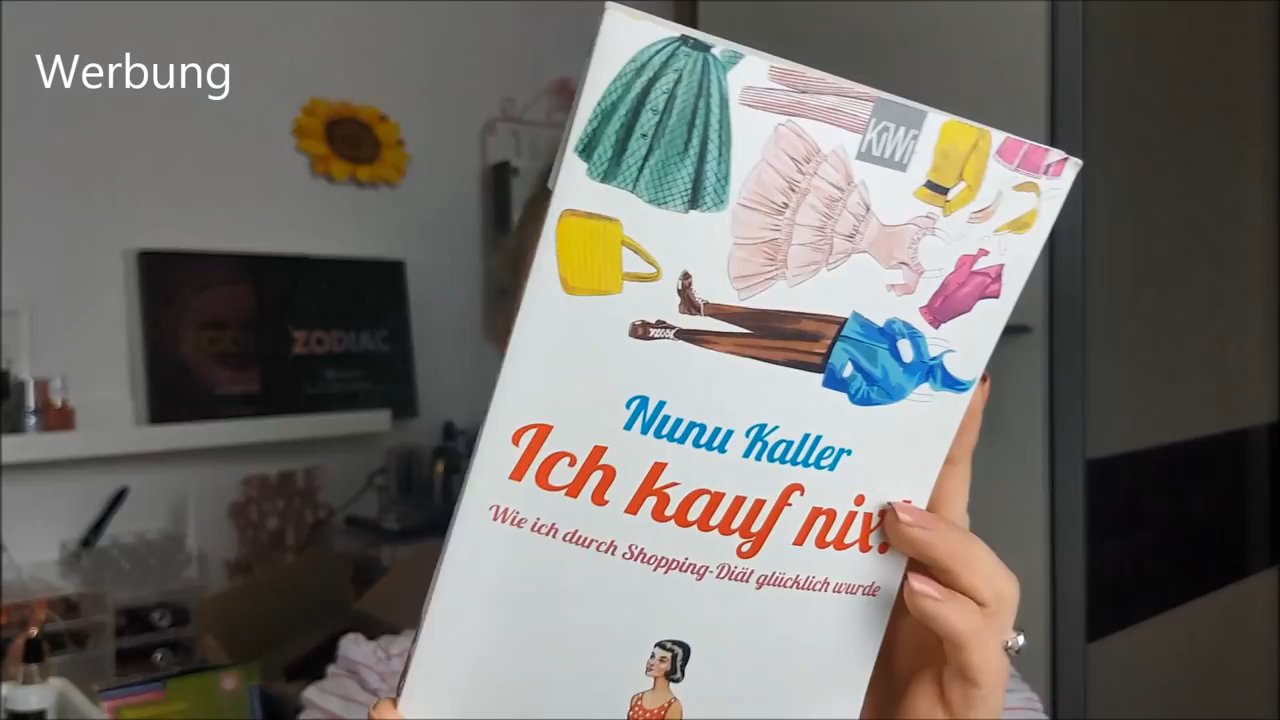 Werbung
KiWi
ZODIAC
Nunu Kaller
Ich kauf nix!
Wie ich durch Shopping-Diät glücklich wurde